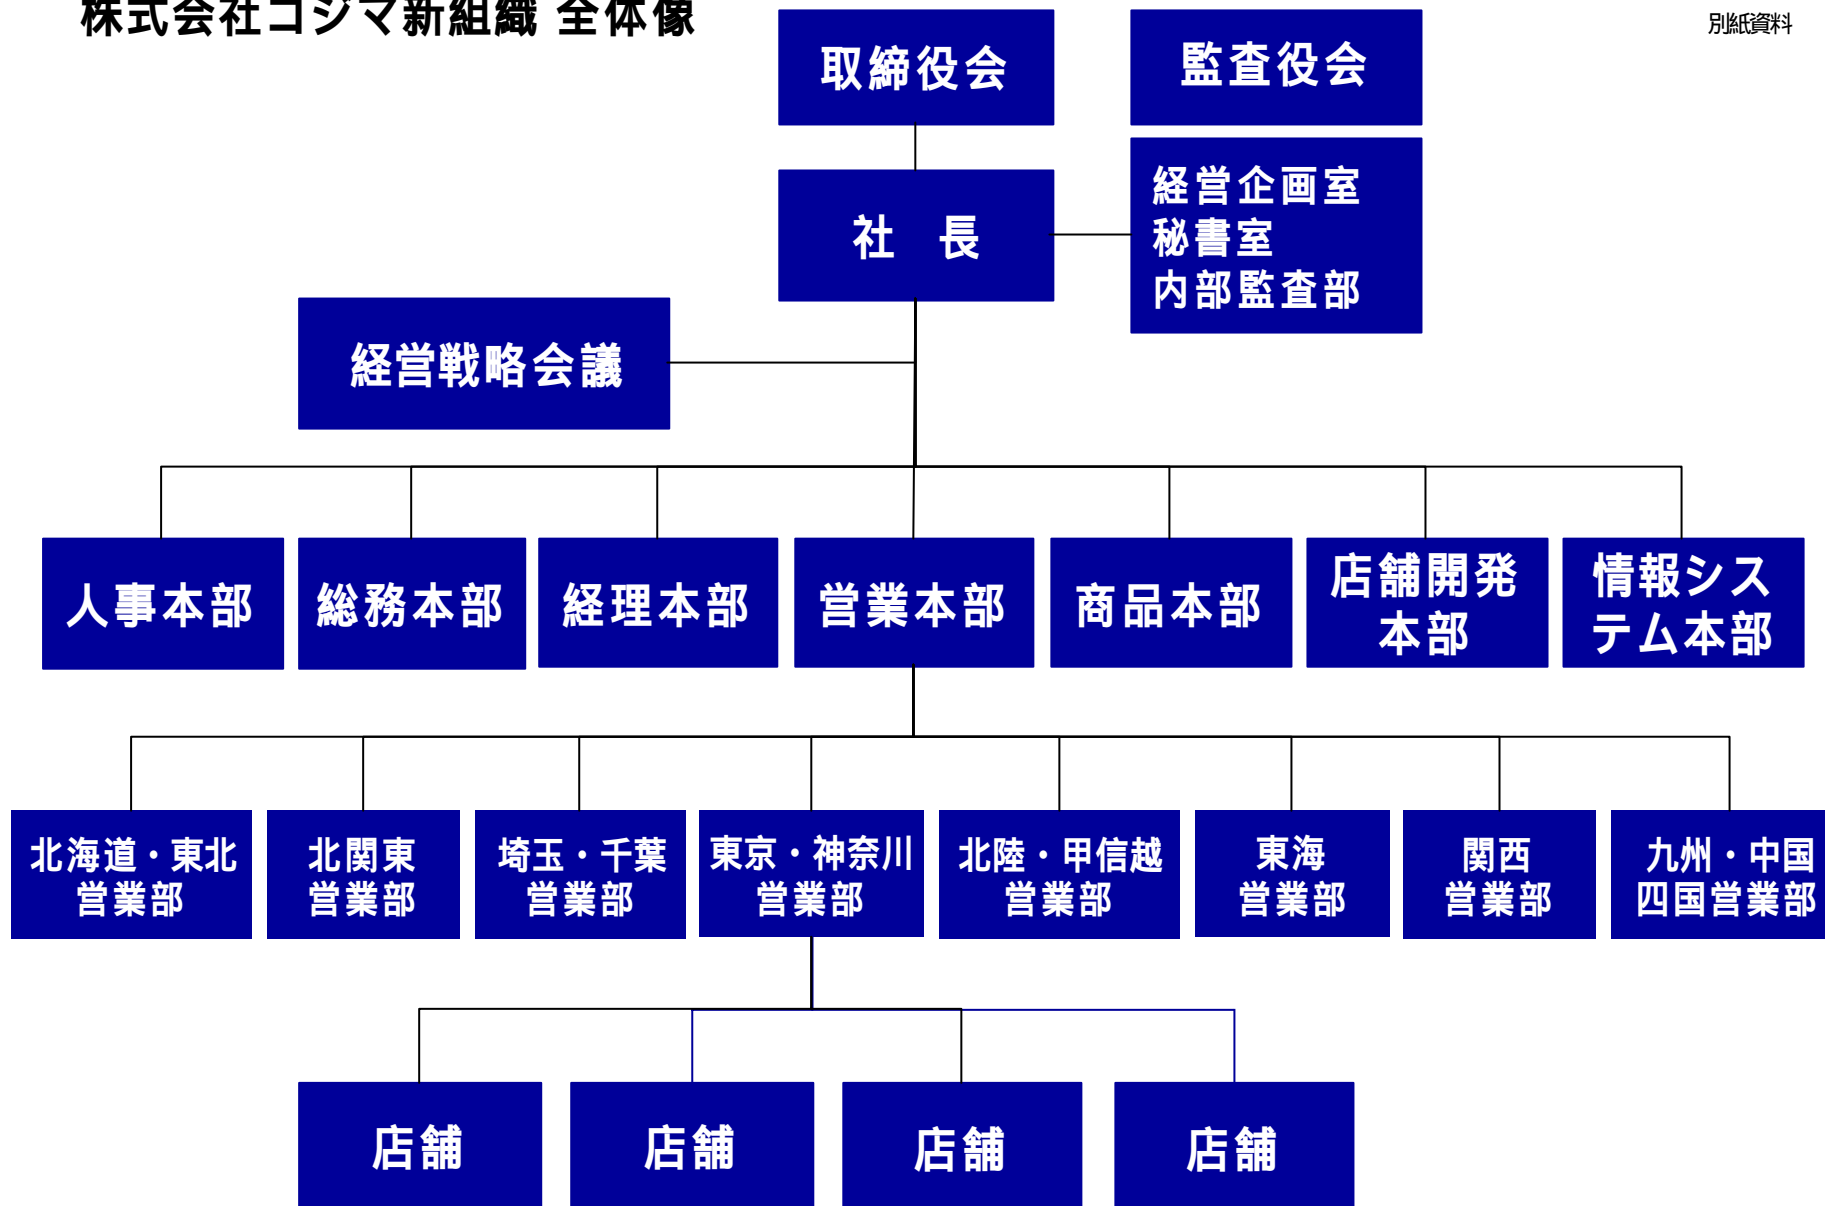 株式会社コジマ新組織 全体像
別紙資料
取締役会
監査役会
社　長
経営企画室
秘書室
内部監査部
経営戦略会議
人事本部
総務本部
経理本部
営業本部
商品本部
店舗開発
本部
情報シス
テム本部
北海道・東北
営業部
北関東
営業部
埼玉・千葉
営業部
東京・神奈川
営業部
北陸・甲信越
営業部
東海
営業部
関西
営業部
九州・中国
四国営業部
店舗
店舗
店舗
店舗